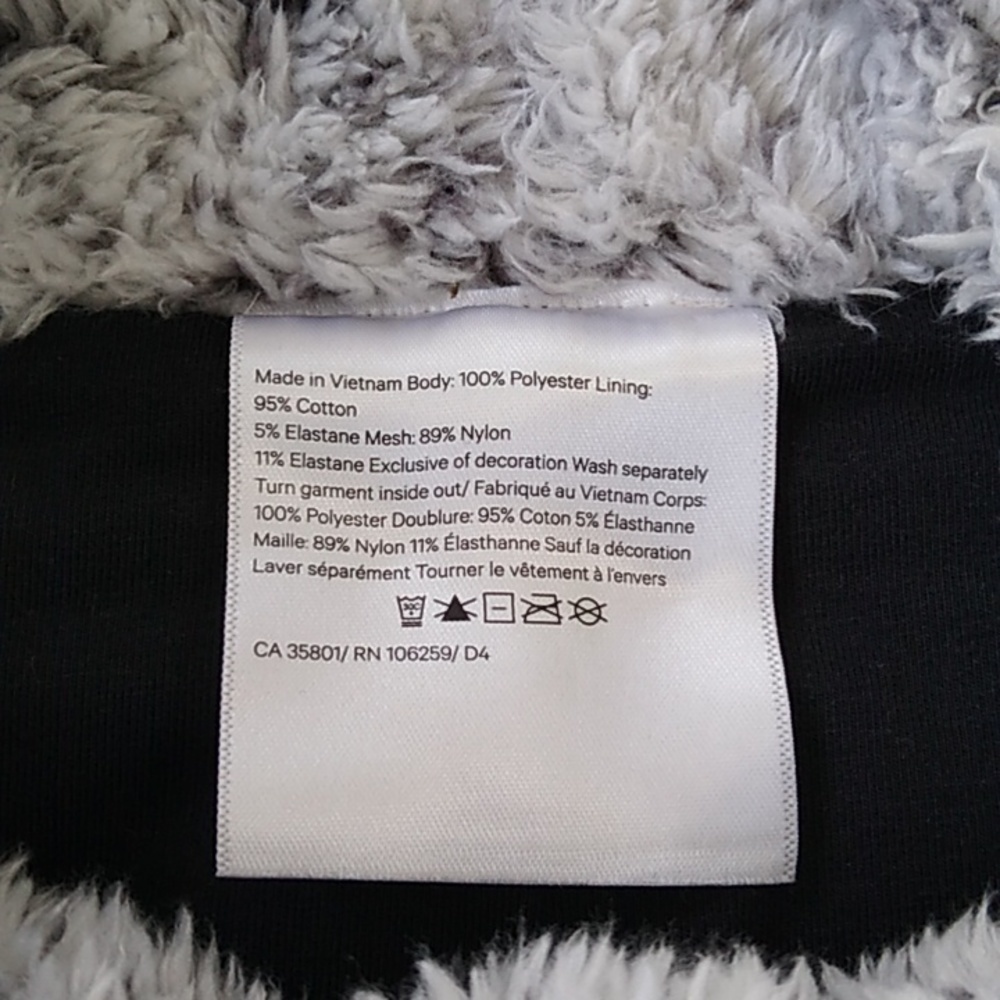 Made in Vietnam Body: 100% Polyester Lining:
95% Cotton
5% Elastane Mesh: 89% Nylon
11% Elastane Exclusive of decoration Wash separately
Turn garment inside out/ Fabriqué au Vietnam Corps:
100% Polyester Doublure: 95% Coton 5% Élasthanne
Maille: 89% Nylon 11% Élasthanne Sauf la décoration
Laver séparément Tourner le vêtement à l'envers
30C
CA 35801/ RN 106259/ D4